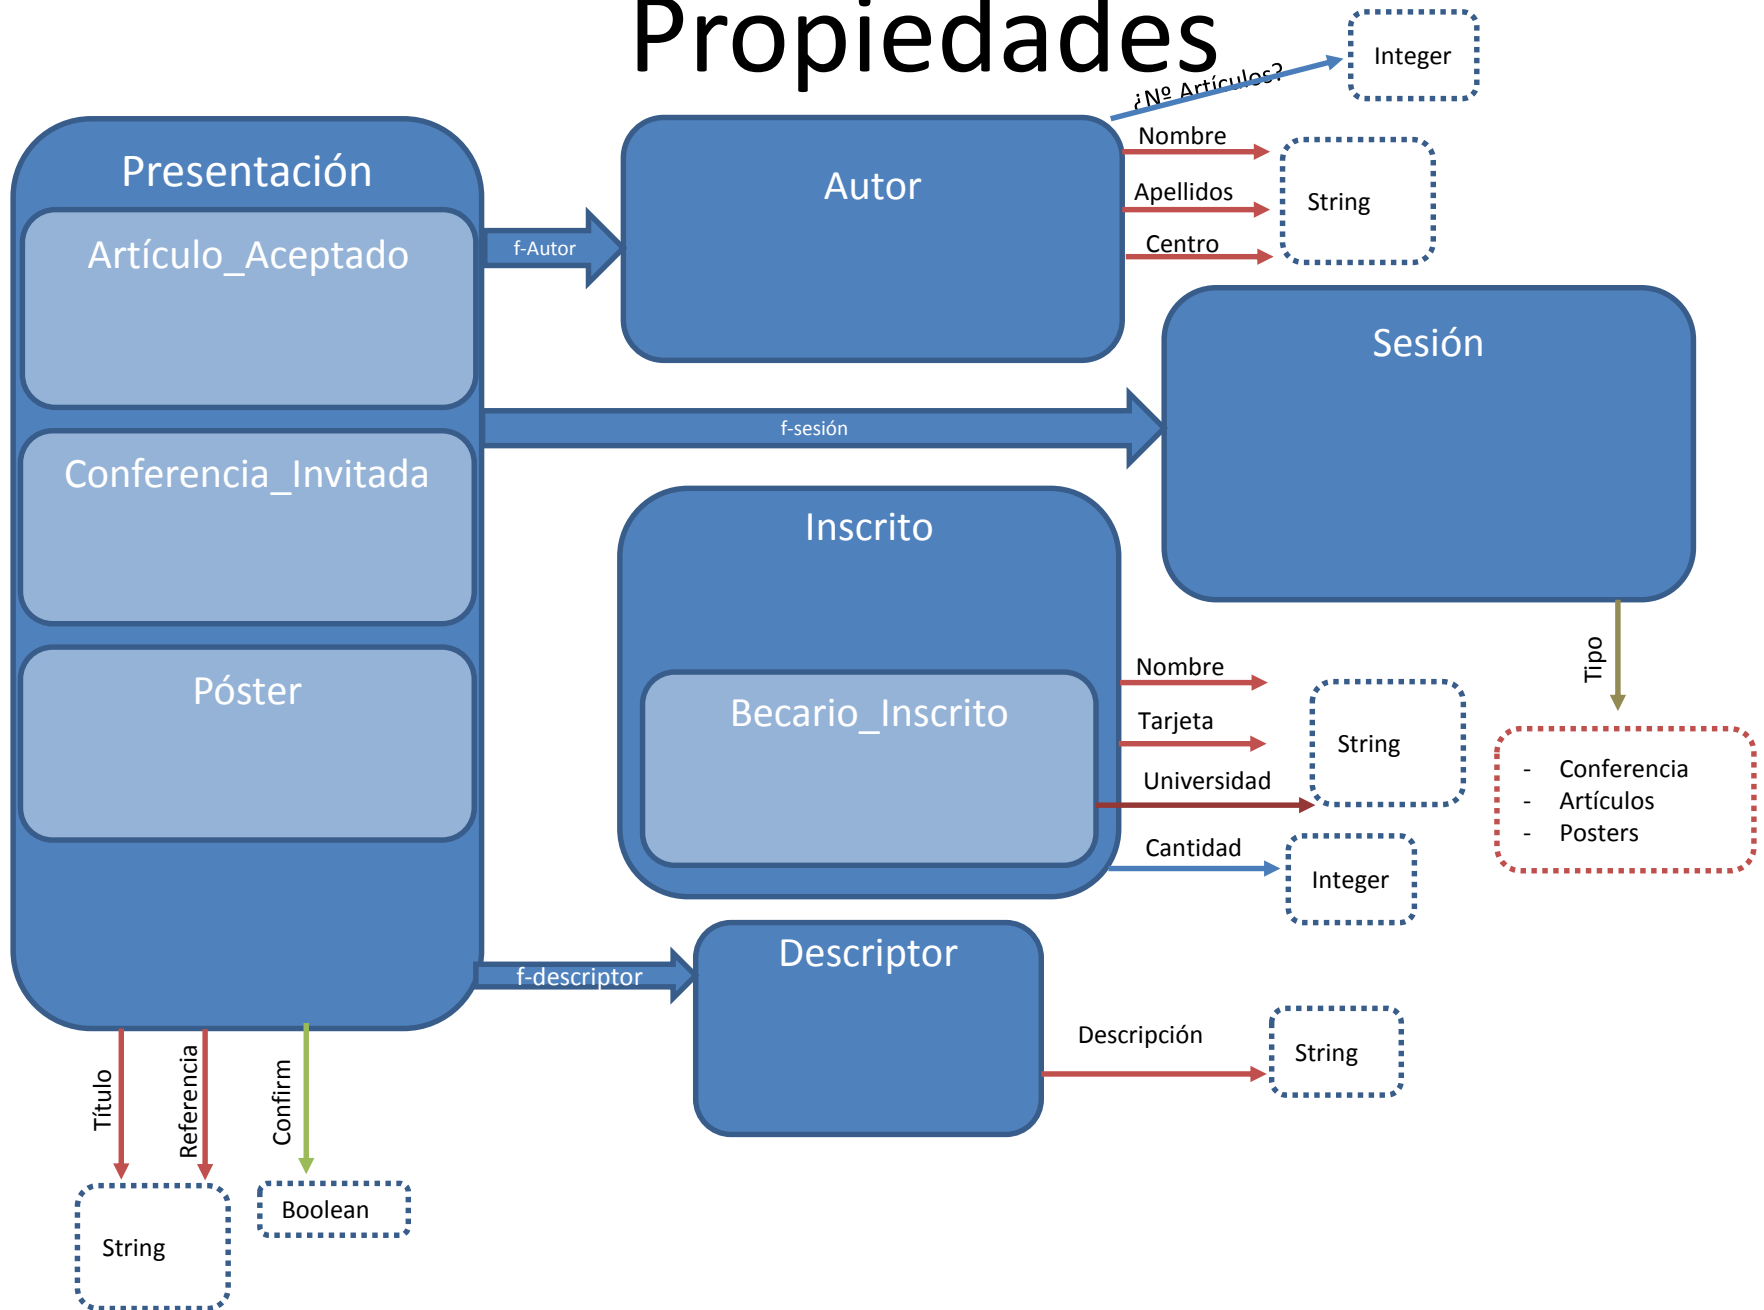 Propiedades
¿Nº Artículos?
Integer
Presentación
Artículo_Aceptado
Conferencia_Invitada
Póster
f-Autor
Autor
Nombre
Apellidos
Centro
String
f-sesión
Sesión
Tipo
- Conferencia
- Artículos
- Posters
Inscrito
Becario_Inscrito
Nombre
Tarjeta
Universidad
String
Cantidad
Integer
f-descriptor
Descriptor
Descripción
String
Título
Referencia
Confirm
String
Boolean